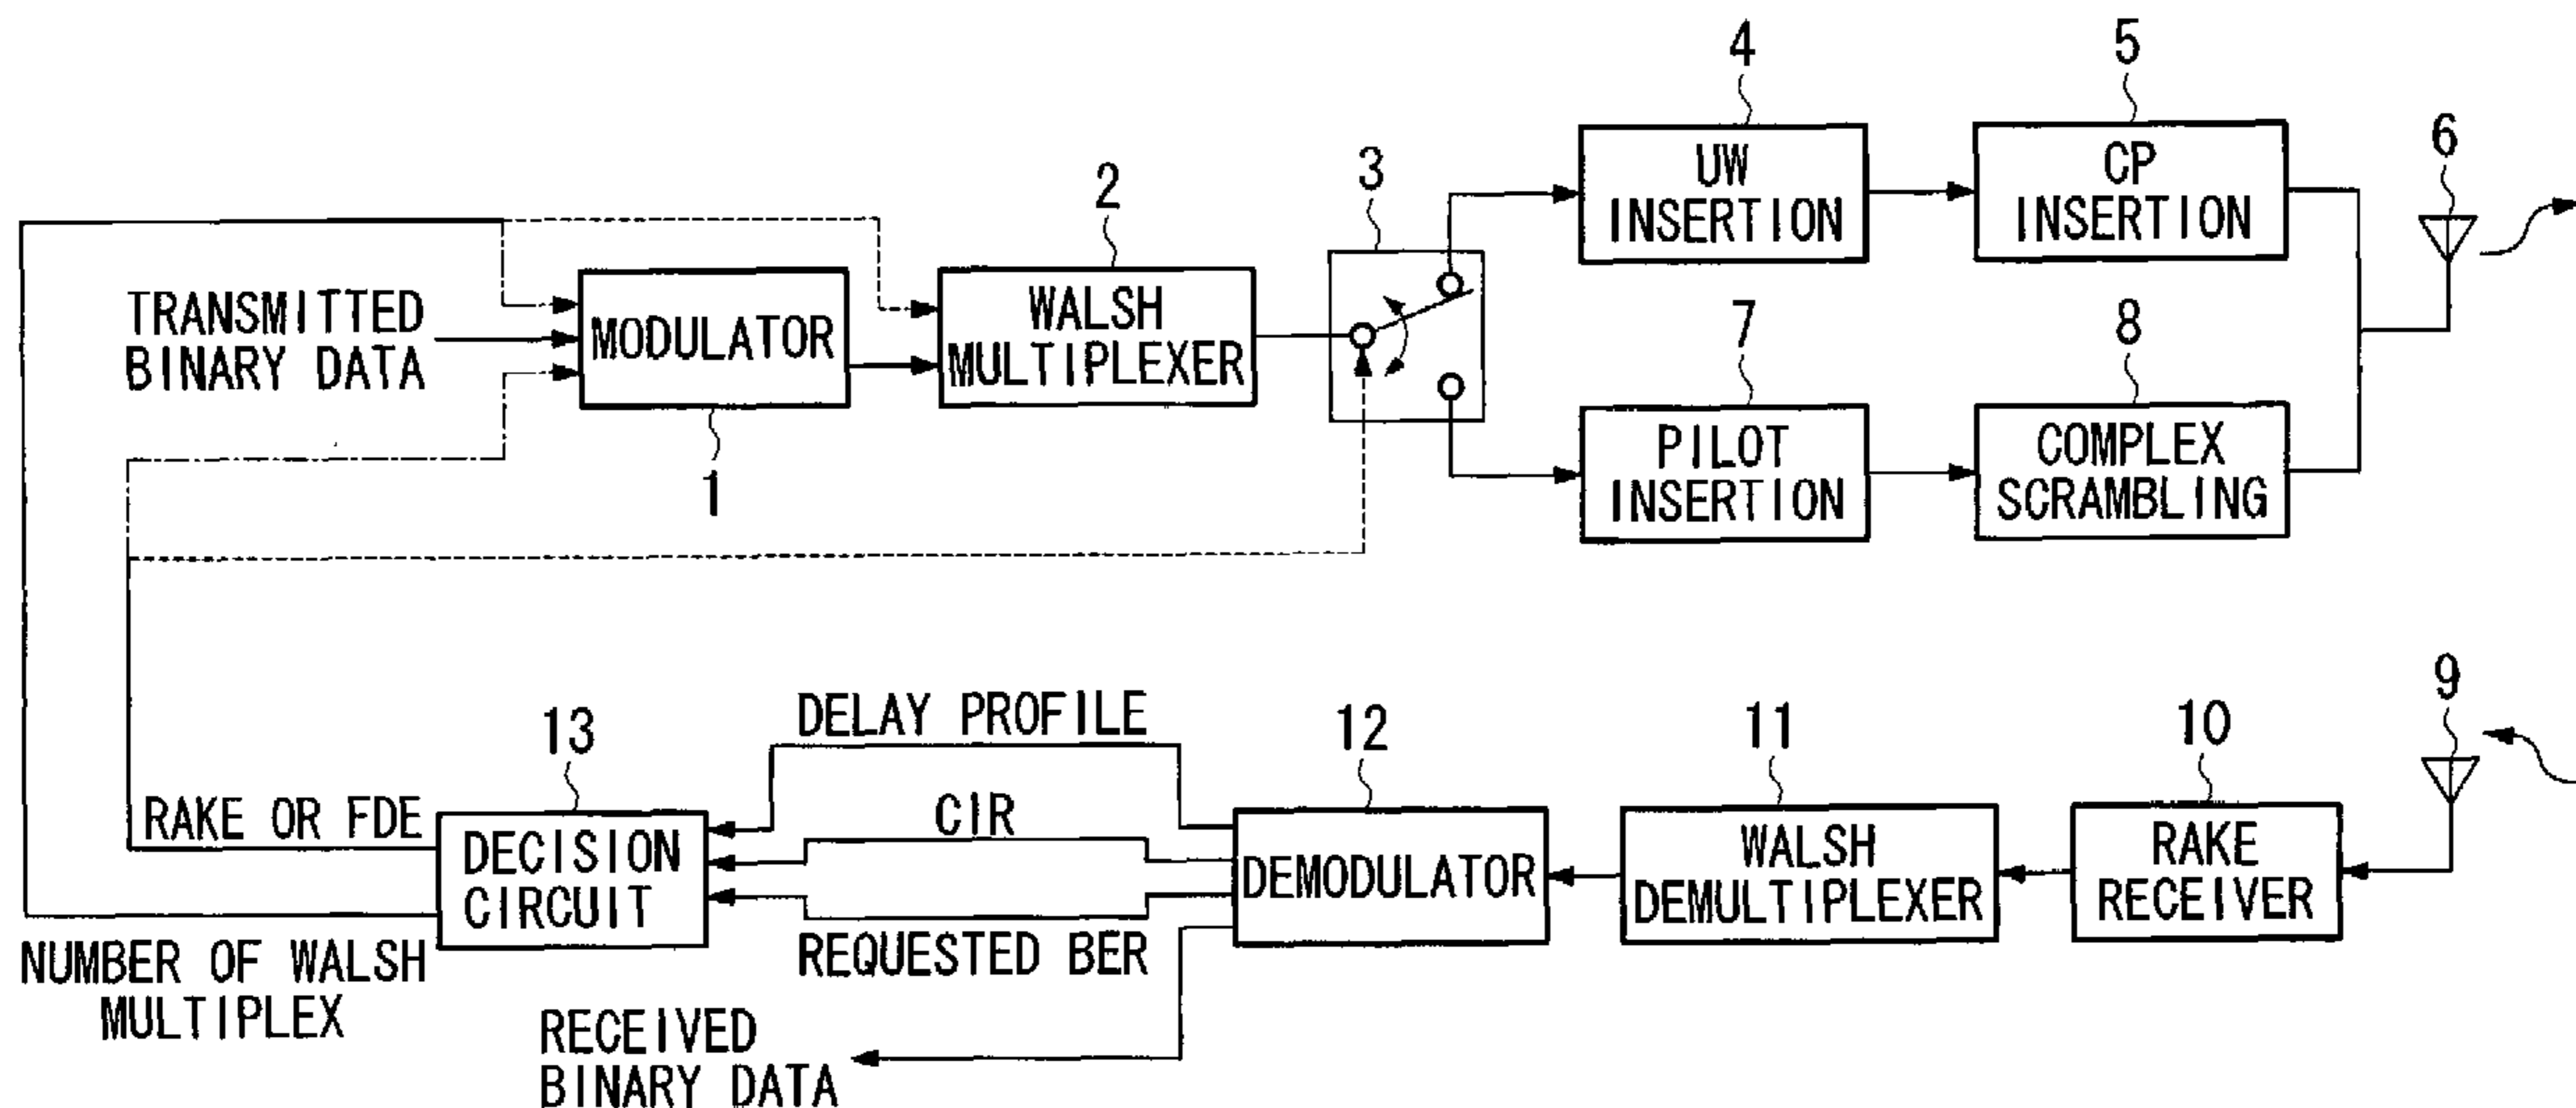 4
5
UW
INSERTION
CP
INSERTION
6
3
2
TRANSMITTED
BINARY DATA
MODULATOR
1
WALSH
MULTIPLEXER
7
8
PILOT
INSERTION
COMPLEX
SCRAMBLING
9
13
DELAY PROFILE
12
11
10
RAKE OR FDE
DECISION
CIRCUIT
CIR
REQUESTED BER
DEMODULATOR
WALSH
DEMULTIPLEXER
RAKE
RECEIVER
NUMBER OF WALSH
MULTIPLEX
RECEIVED
BINARY DATA